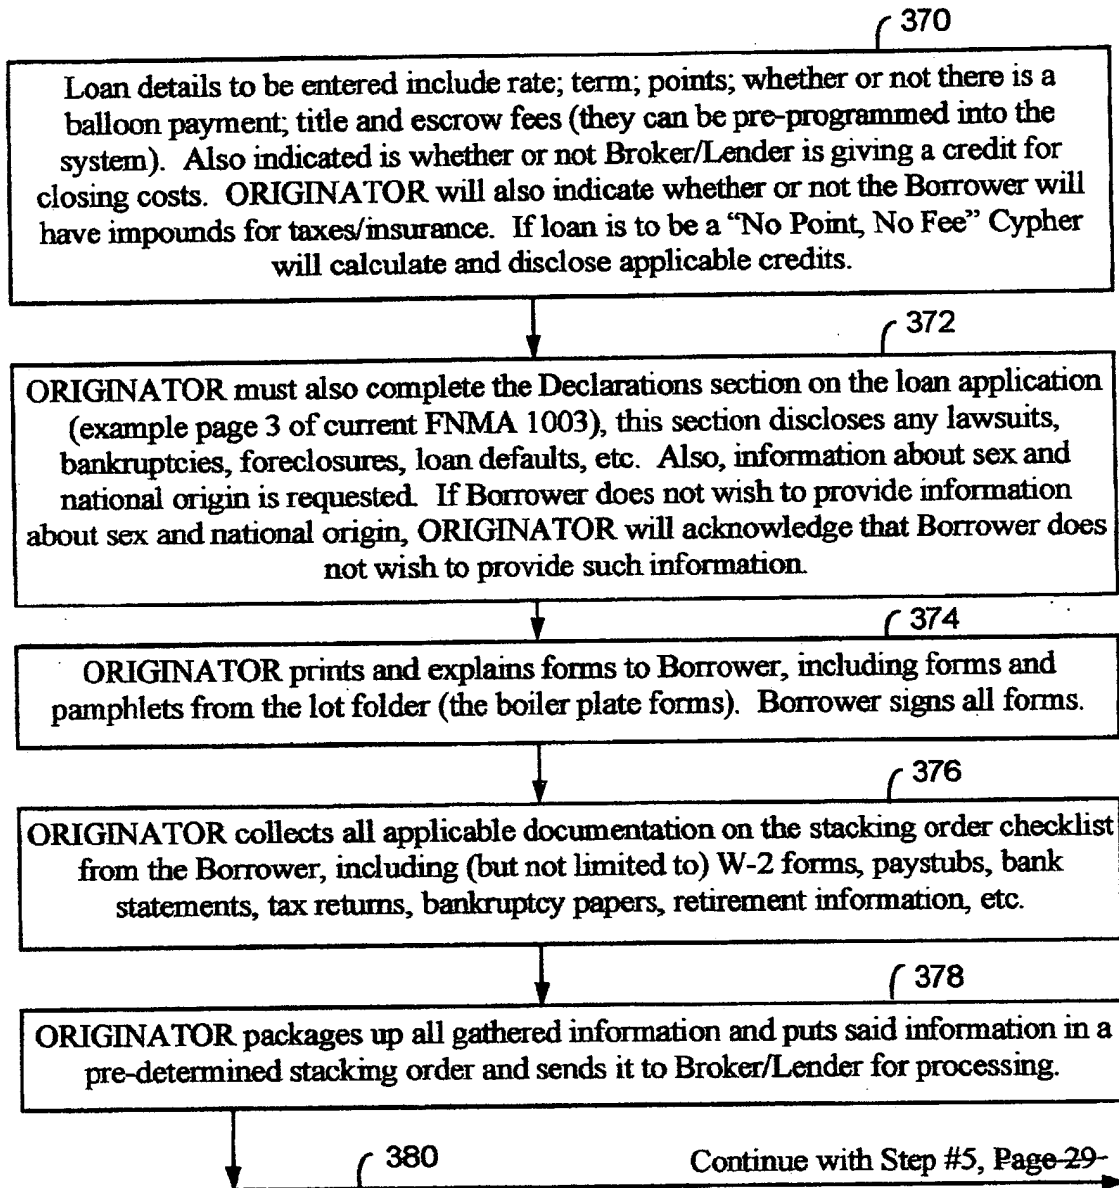 370
Loan details to be entered include rate; term; points; whether or not there is a
balloon payment; title and escrow fees (they can be pre-programmed into the
system). Also indicated is whether or not Broker/Lender is giving a credit for
closing costs. ORIGINATOR will also indicate whether or not the Borrower will
have impounds for taxes/insurance. If loan is to be a “No Point, No Fee” Cypher
will calculate and disclose applicable credits.
372
ORIGINATOR must also complete the Declarations section on the loan application
(example page 3 of current FNMA 1003), this section discloses any lawsuits,
bankruptcies, foreclosures, loan defaults, etc. Also, information about sex and
national origin is requested. If Borrower does not wish to provide information
about sex and national origin, ORIGINATOR will acknowledge that Borrower does
not wish to provide such information.
374
ORIGINATOR prints and explains forms to Borrower, including forms and
pamphlets from the lot folder (the boiler plate forms). Borrower signs all forms.
376
ORIGINATOR collects all applicable documentation on the stacking order checklist
from the Borrower, including (but not limited to) W-2 forms, paystubs, bank
statements, tax returns, bankruptcy papers, retirement information, etc.
378
ORIGINATOR packages up all gathered information and puts said information in a
pre-determined stacking order and sends it to Broker/Lender for processing.
380
Continue with Step #5, Page 29